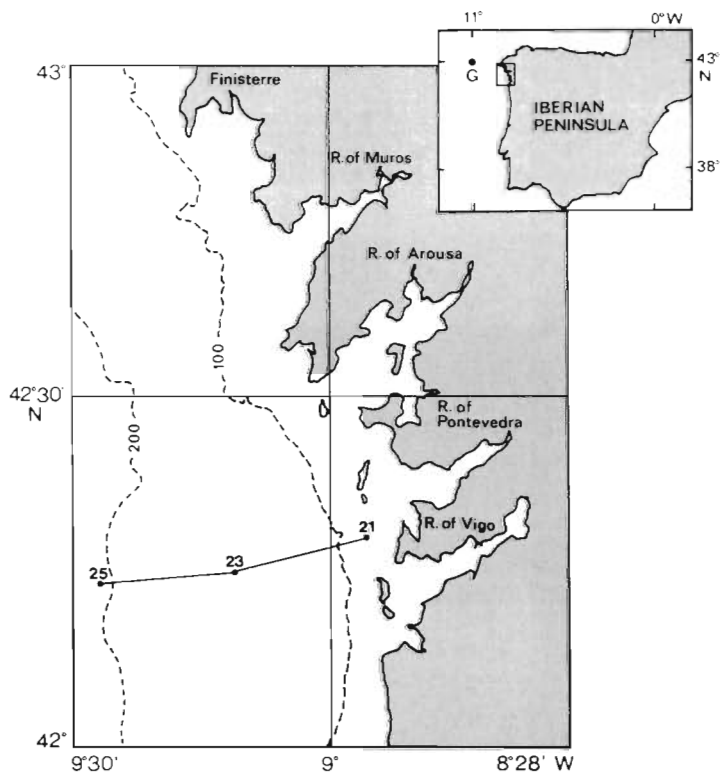 11°
0° W
43°
N
G
IBERIAN
PENINSULA
38°
43°
Finisterre
R. of Muros
R. of Arousa
100
42° 30'
N
R. of
Pontevedra
200
R. of Vigo
21
23
25
42°
9° 30'
9°
8° 28' W